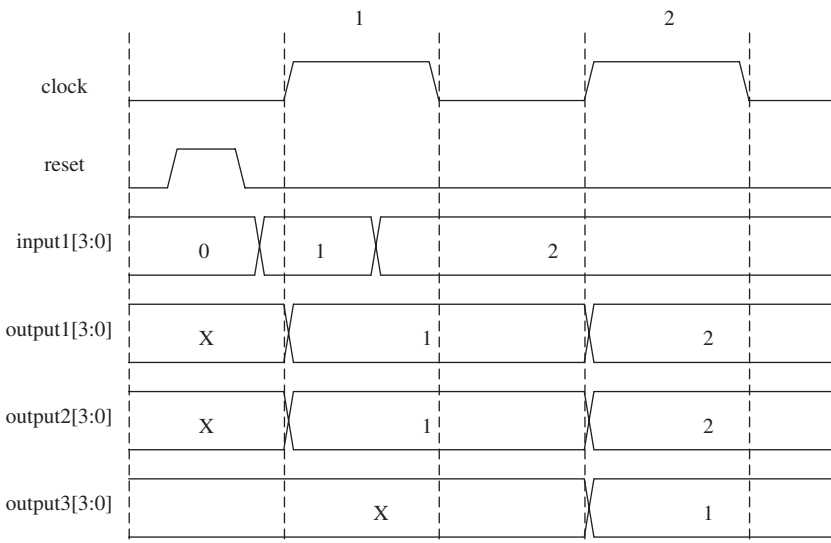 1 2
clock
reset
input1[3:0] 0 1 2
output1[3:0] X 1 2
output2[3:0] X 1 2
output3[3:0] X 1